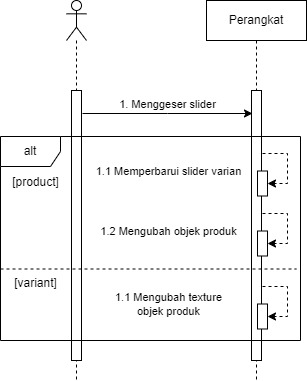 Perangkat
1. Menggeser slider
alt
[product]
1.1 Memperbarui slider varian
1.2 Mengubah objek produk
[variant]
1.1 Mengubah texture
objek produk